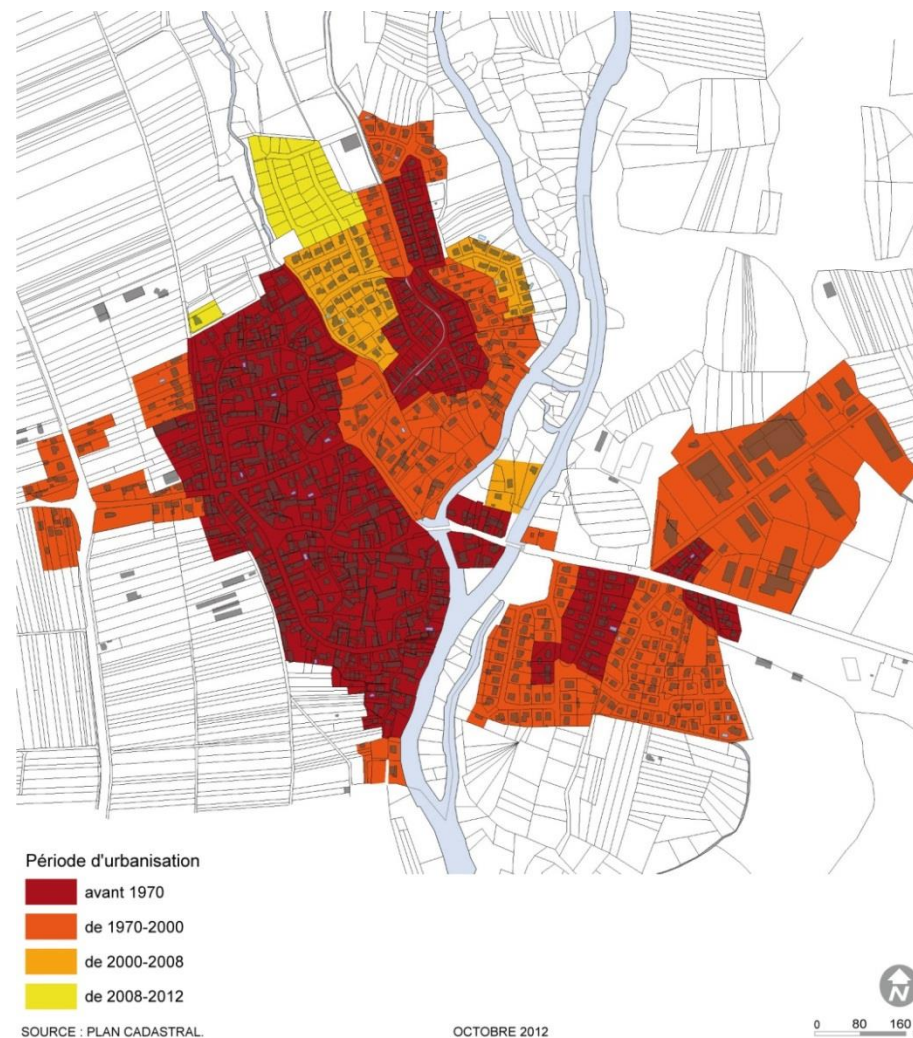 Période d'urbanisation
avant 1970
de 1970-2000
de 2000-2008
de 2008-2012
N
SOURCE : PLAN CADASTRAL.
OCTOBRE 2012
0 80 160